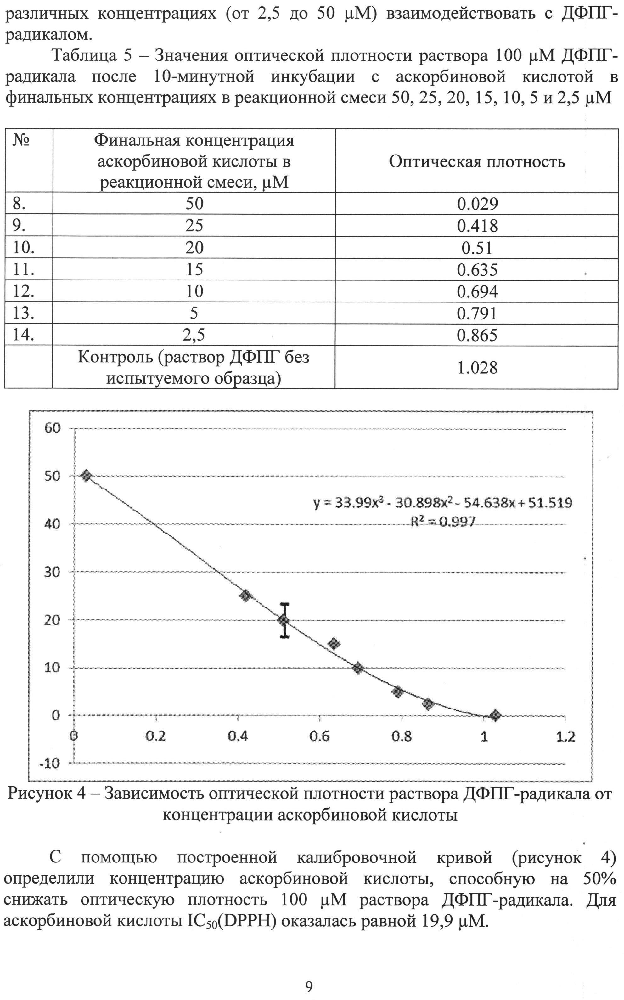 различных концентрациях (от 2,5 до 50 μM) взаимодействовать с ДФПГ-
радикалом.
Таблица 5 – Значения оптической плотности раствора 100 μM ДФПГ-
радикала после 10-минутной инкубации с аскорбиновой кислотой в
финальных концентрациях в реакционной смеси 50, 25, 20, 15, 10, 5 и 2,5 μM
№
Финальная концентрация
аскорбиновой кислоты в
реакционной смеси, μM
Оптическая плотность
8. 50 0.029
9. 25 0.418
10. 20 0.51
11. 15 0.635
12. 10 0.694
13. 5 0.791
14. 2,5 0.865
Контроль (раствор ДФПГ без
испытуемого образца)
1.028
60
50
y = 33.99x³ - 30.898x² - 54.638x + 51.519
R² = 0.997
40
30
20
10
0
0 0.2 0.4 0.6 0.8 1 1.2
-10
Рисунок 4 – Зависимость оптической плотности раствора ДФПГ-радикала от
концентрации аскорбиновой кислоты
С помощью построенной калибровочной кривой (рисунок 4)
определили концентрацию аскорбиновой кислоты, способную на 50%
снижать оптическую плотность 100 μM раствора ДФПГ-радикала. Для
аскорбиновой кислоты IC₅₀(DPPH) оказалась равной 19,9 μM.
9